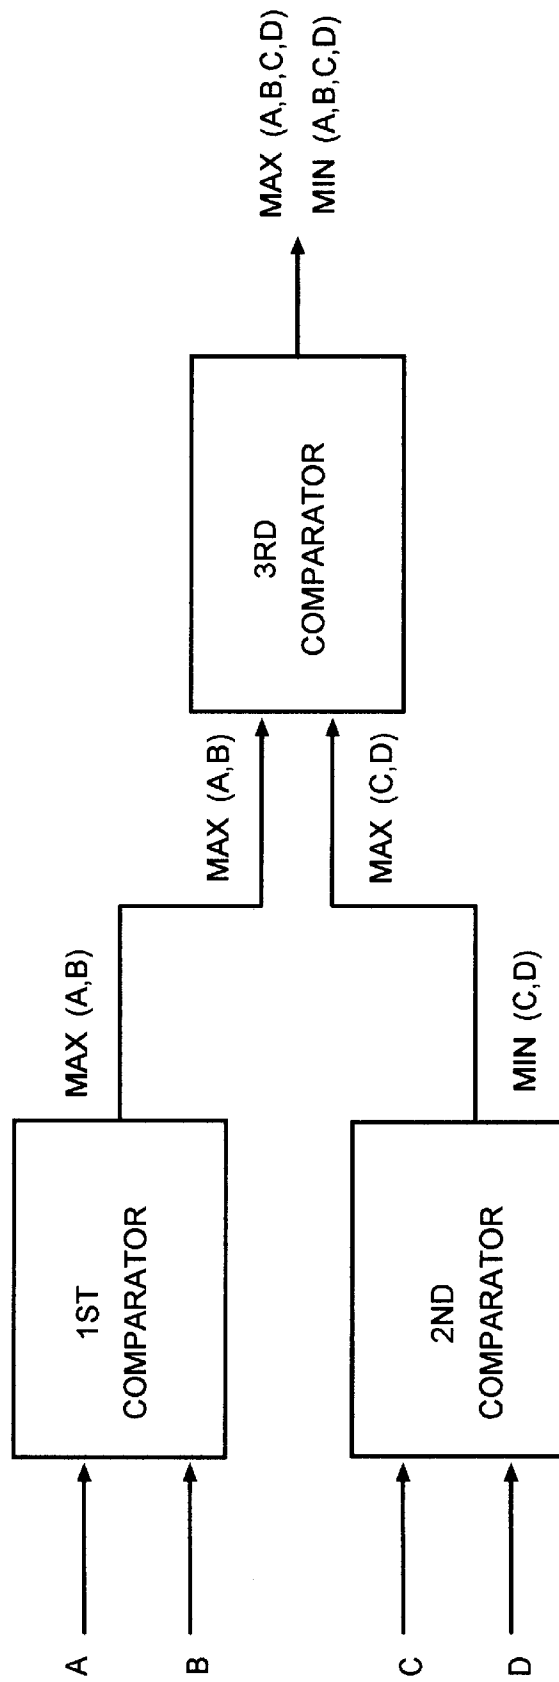 A
B
C
D
1ST
COMPARATOR
2ND
COMPARATOR
MAX (A,B)
MIN (C,D)
MAX (A,B)
MAX (C,D)
3RD
COMPARATOR
MAX (A,B,C,D)
MIN (A,B,C,D)